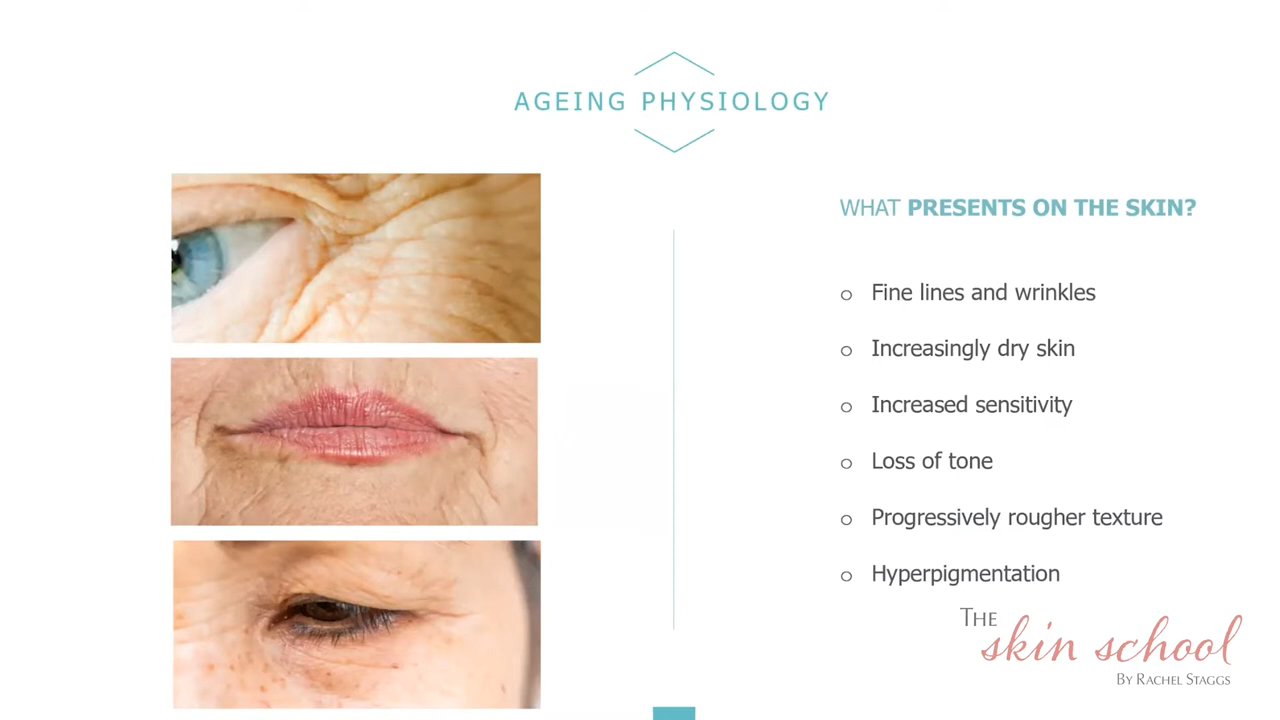 AGEING PHYSIOLOGY
WHAT PRESENTS ON THE SKIN?
o Fine lines and wrinkles
o Increasingly dry skin
o Increased sensitivity
o Loss of tone
o Progressively rougher texture
o Hyperpigmentation
THE
skin school
BY RACHEL STAGGS